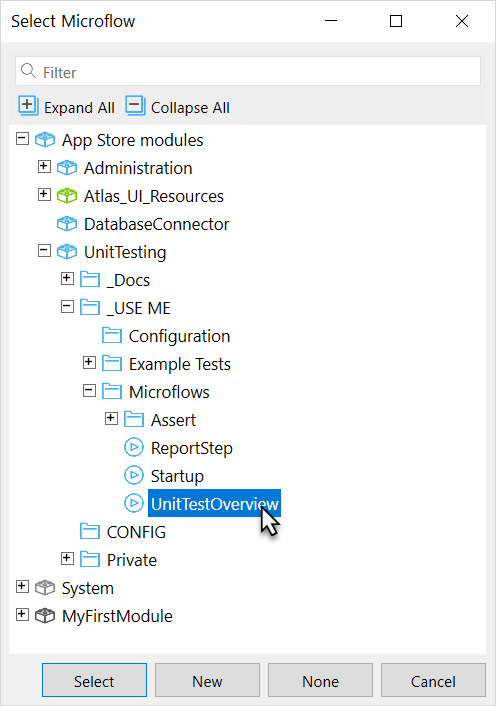 Select Microflow
Filter
Expand All Collapse All
App Store modules
Administration
Atlas_UI_Resources
DatabaseConnector
UnitTesting
_Docs
_USE ME
Configuration
Example Tests
Microflows
Assert
ReportStep
Startup
UnitTestOverview
CONFIG
Private
System
MyFirstModule
Select New None Cancel